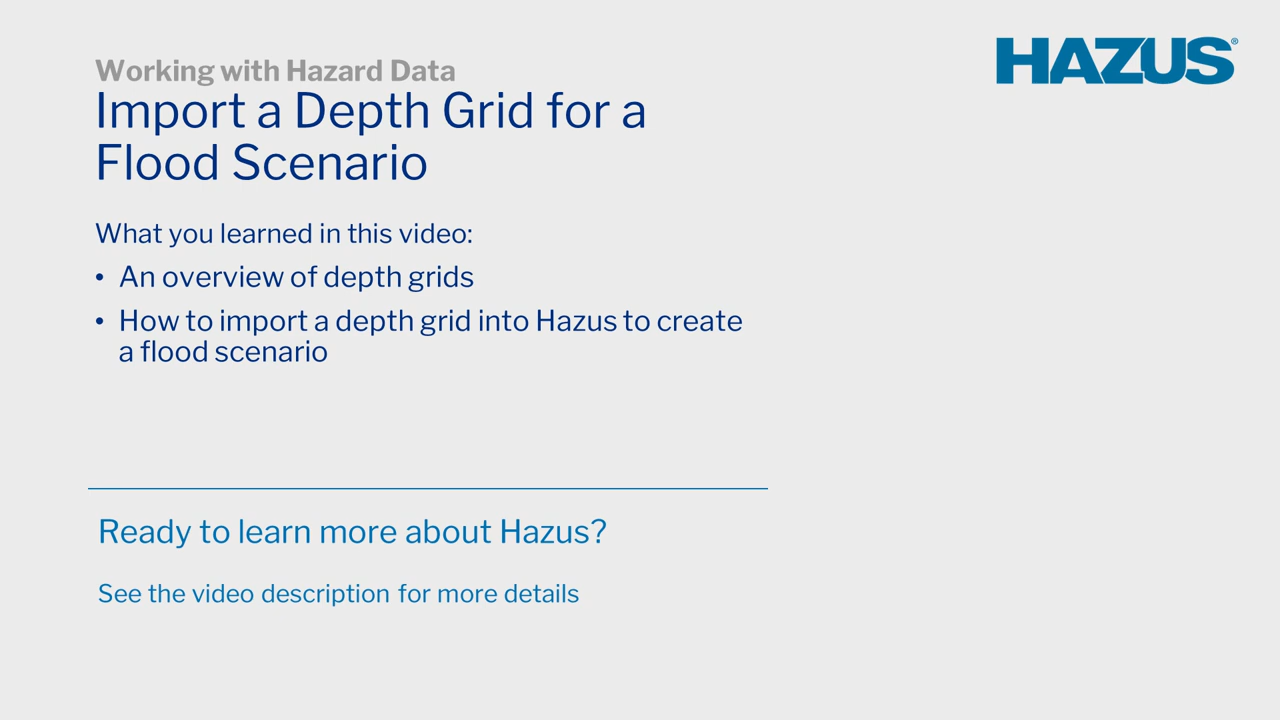 Working with Hazard Data
HAZUS®
Import a Depth Grid for a
Flood Scenario
What you learned in this video:
• An overview of depth grids
• How to import a depth grid into Hazus to create
a flood scenario
Ready to learn more about Hazus?
See the video description for more details